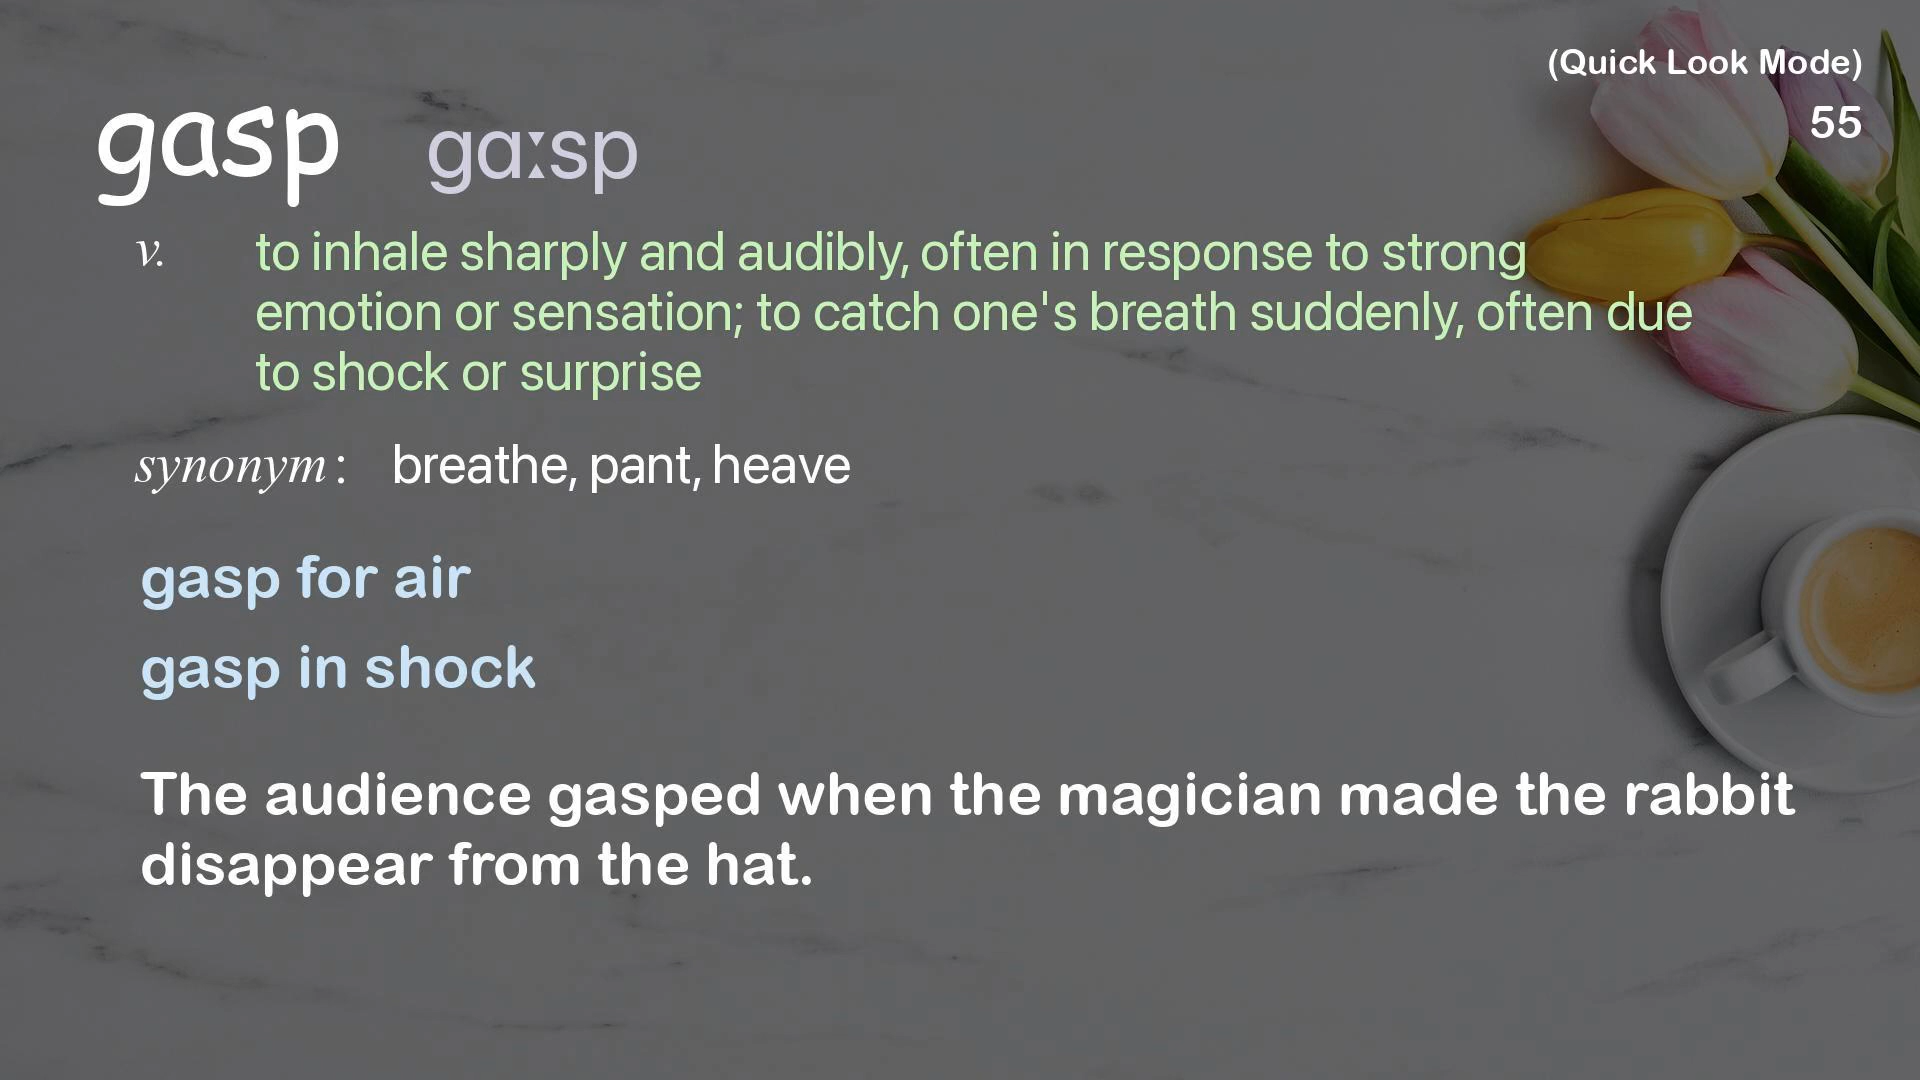 (Quick Look Mode)
55
gasp gɑːsp
v. to inhale sharply and audibly, often in response to strong
emotion or sensation; to catch one's breath suddenly, often due
to shock or surprise
synonym: breathe, pant, heave
gasp for air
gasp in shock
The audience gasped when the magician made the rabbit
disappear from the hat.